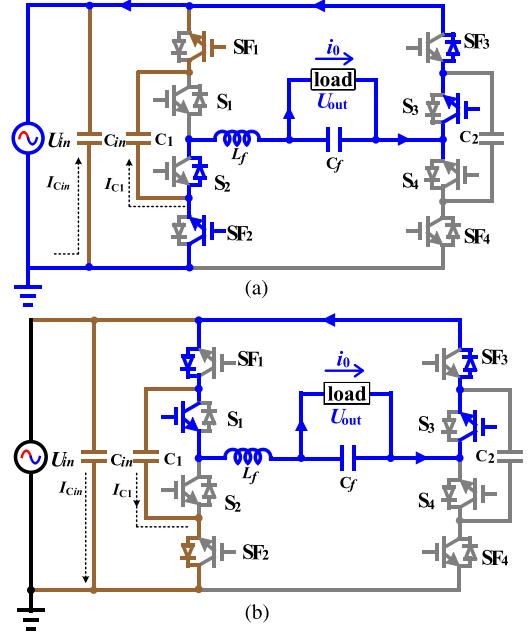 SF1
i0
SF3
load
S1
Uout
S3
Uin
Cin
C1
Lf
Cf
C2
ICin
IC1
S2
S4
SF2
SF4
(a)
SF1
i0
SF3
load
S1
Uout
S3
Uin
Cin
C1
Lf
Cf
C2
ICin
IC1
S2
S4
SF2
SF4
(b)